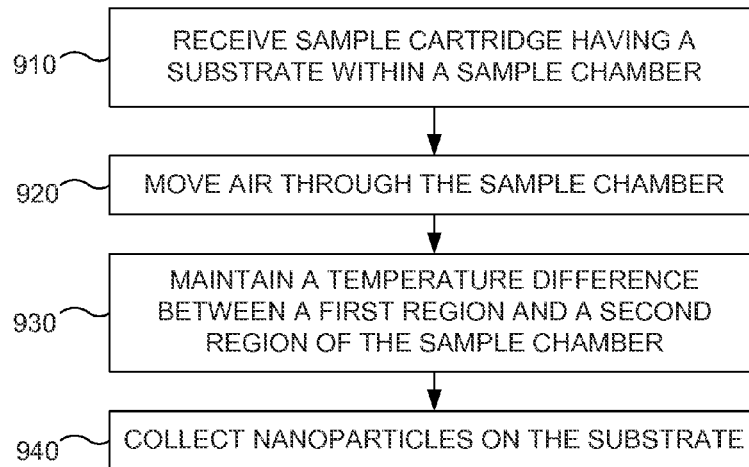 910
RECEIVE SAMPLE CARTRIDGE HAVING A
SUBSTRATE WITHIN A SAMPLE CHAMBER
920
MOVE AIR THROUGH THE SAMPLE CHAMBER
930
MAINTAIN A TEMPERATURE DIFFERENCE
BETWEEN A FIRST REGION AND A SECOND
REGION OF THE SAMPLE CHAMBER
940
COLLECT NANOPARTICLES ON THE SUBSTRATE